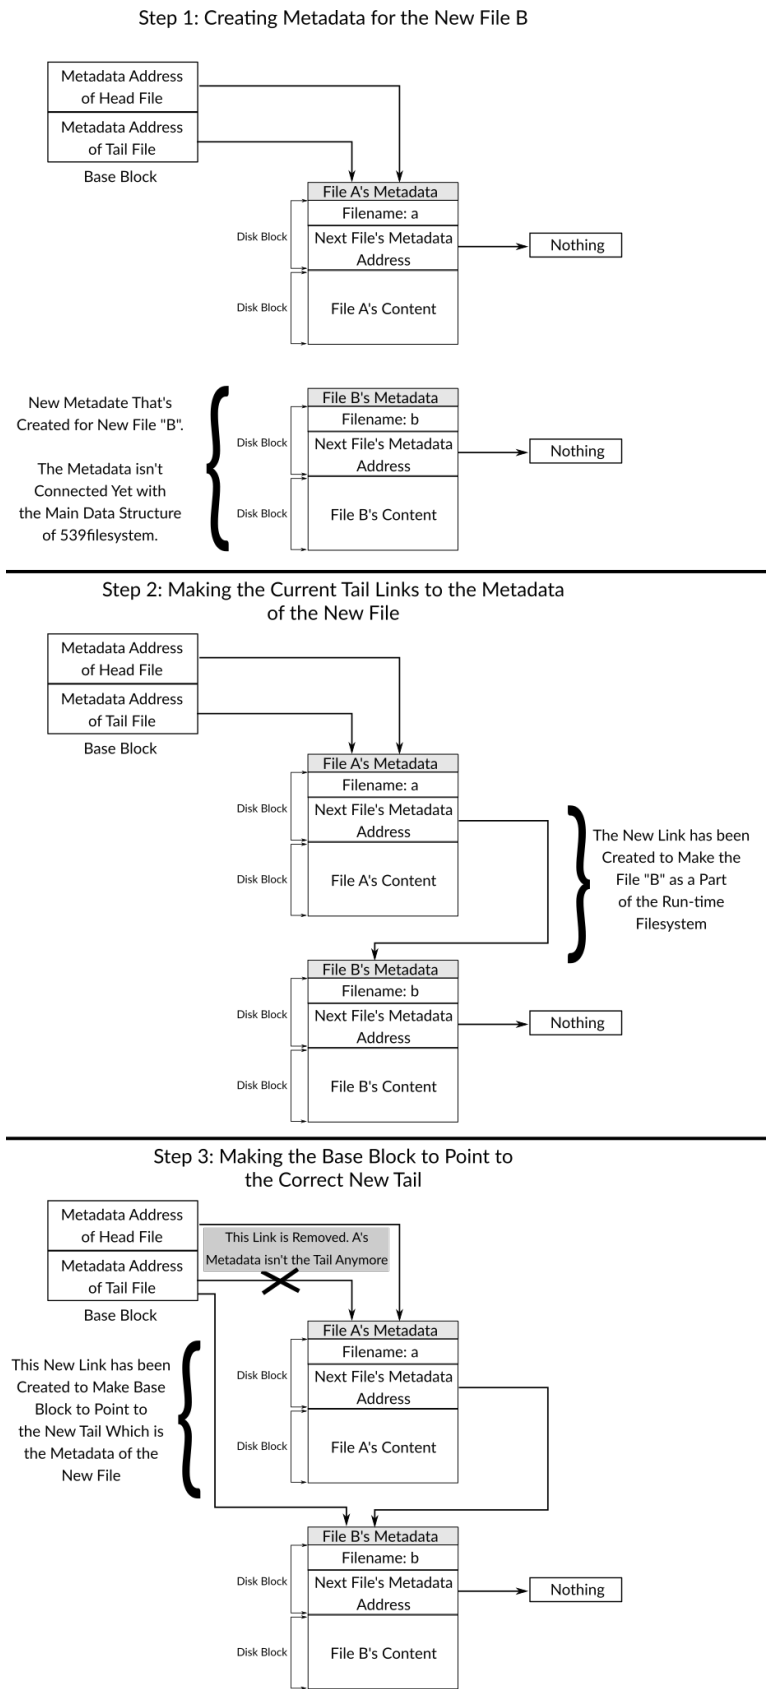 Step 1: Creating Metadata for the New File B
Metadata Address
of Head File
Metadata Address
of Tail File
Base Block
File A's Metadata
Filename: a
Disk Block
Next File's Metadata
Address
Nothing
Disk Block
File A's Content
New Metadate That's
Created for New File "B".
The Metadata isn't
Connected Yet with
the Main Data Structure
of 539filesystem.
File B's Metadata
Filename: b
Disk Block
Next File's Metadata
Address
Nothing
Disk Block
File B's Content
Step 2: Making the Current Tail Links to the Metadata
of the New File
Metadata Address
of Head File
Metadata Address
of Tail File
Base Block
File A's Metadata
Filename: a
Disk Block
Next File's Metadata
Address
Disk Block
File A's Content
The New Link has been
Created to Make the
File "B" as a Part
of the Run-time
Filesystem
File B's Metadata
Filename: b
Disk Block
Next File's Metadata
Address
Nothing
Disk Block
File B's Content
Step 3: Making the Base Block to Point to
the Correct New Tail
Metadata Address
of Head File
Metadata Address
of Tail File
Base Block
This Link is Removed. A's
Metadata isn't the Tail Anymore
File A's Metadata
Filename: a
Disk Block
Next File's Metadata
Address
Disk Block
File A's Content
This New Link has been
Created to Make Base
Block to Point to
the New Tail Which is
the Metadata of the
New File
File B's Metadata
Filename: b
Disk Block
Next File's Metadata
Address
Nothing
Disk Block
File B's Content